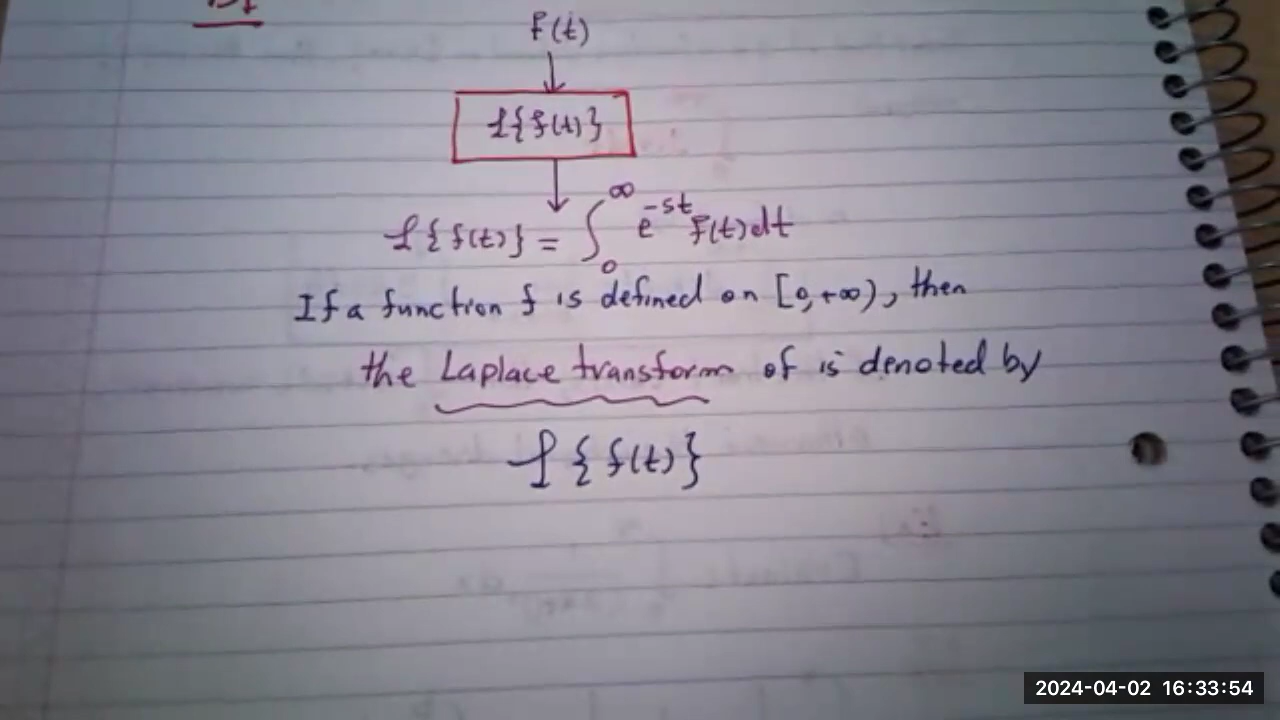 f(t)
ℒ{f(t)}
ℒ{f(t)} = ∫₀^∞ e^{-st} f(t) dt
If a function f is defined on [0,+∞), then
the Laplace transform of is denoted by
ℒ{f(t)}
2024-04-02 16:33:54